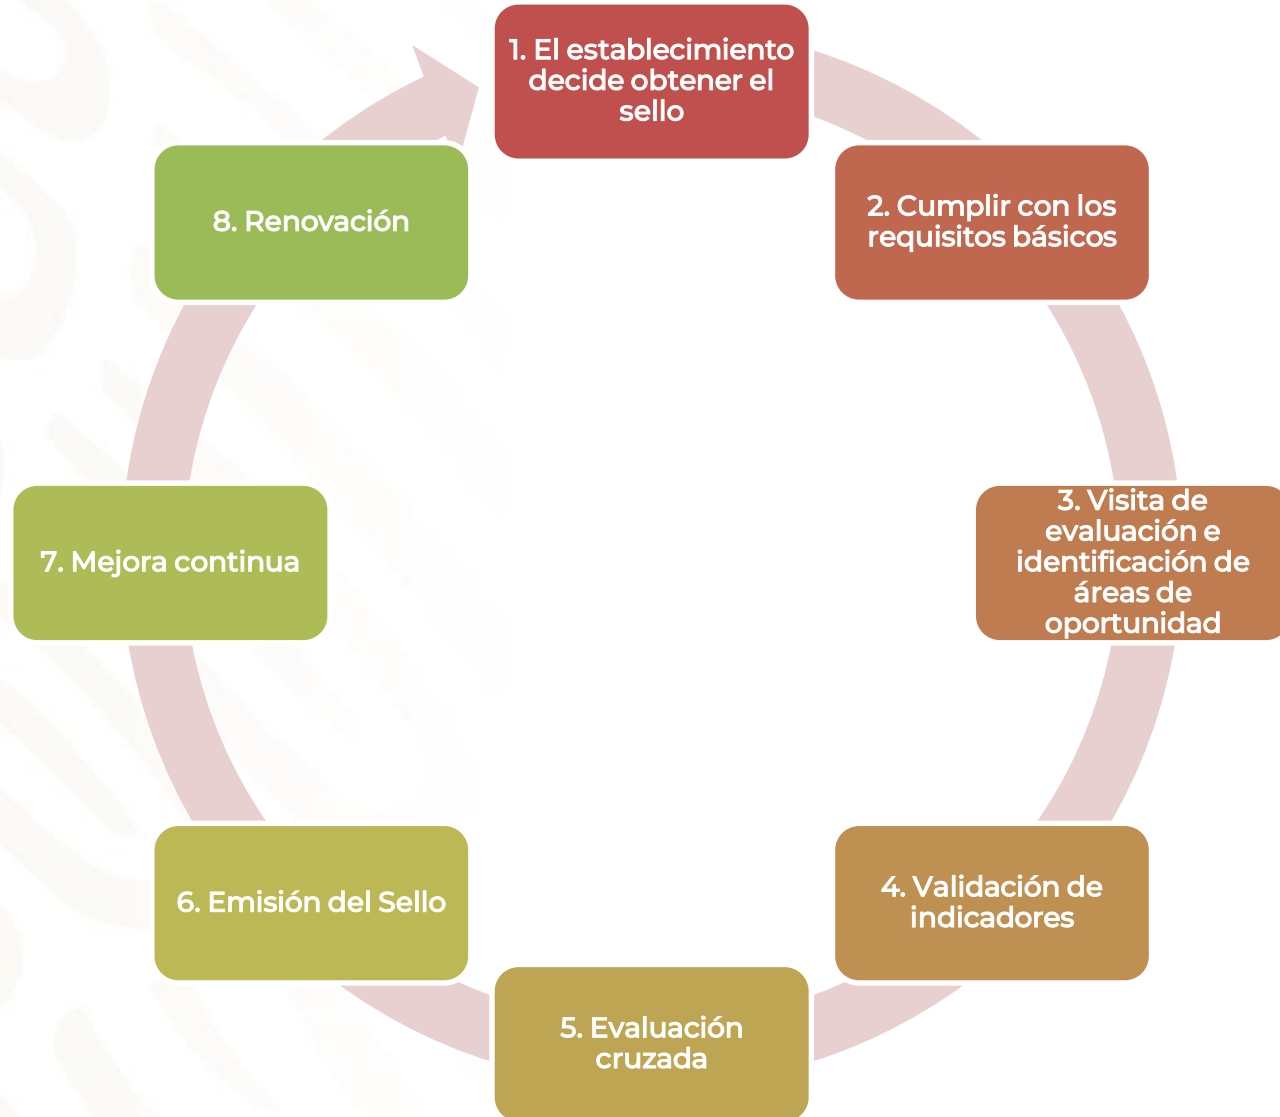 1. El establecimiento
decide obtener el
sello
2. Cumplir con los
requisitos básicos
3. Visita de
evaluación e
identificación de
áreas de
oportunidad
4. Validación de
indicadores
5. Evaluación
cruzada
6. Emisión del Sello
7. Mejora continua
8. Renovación